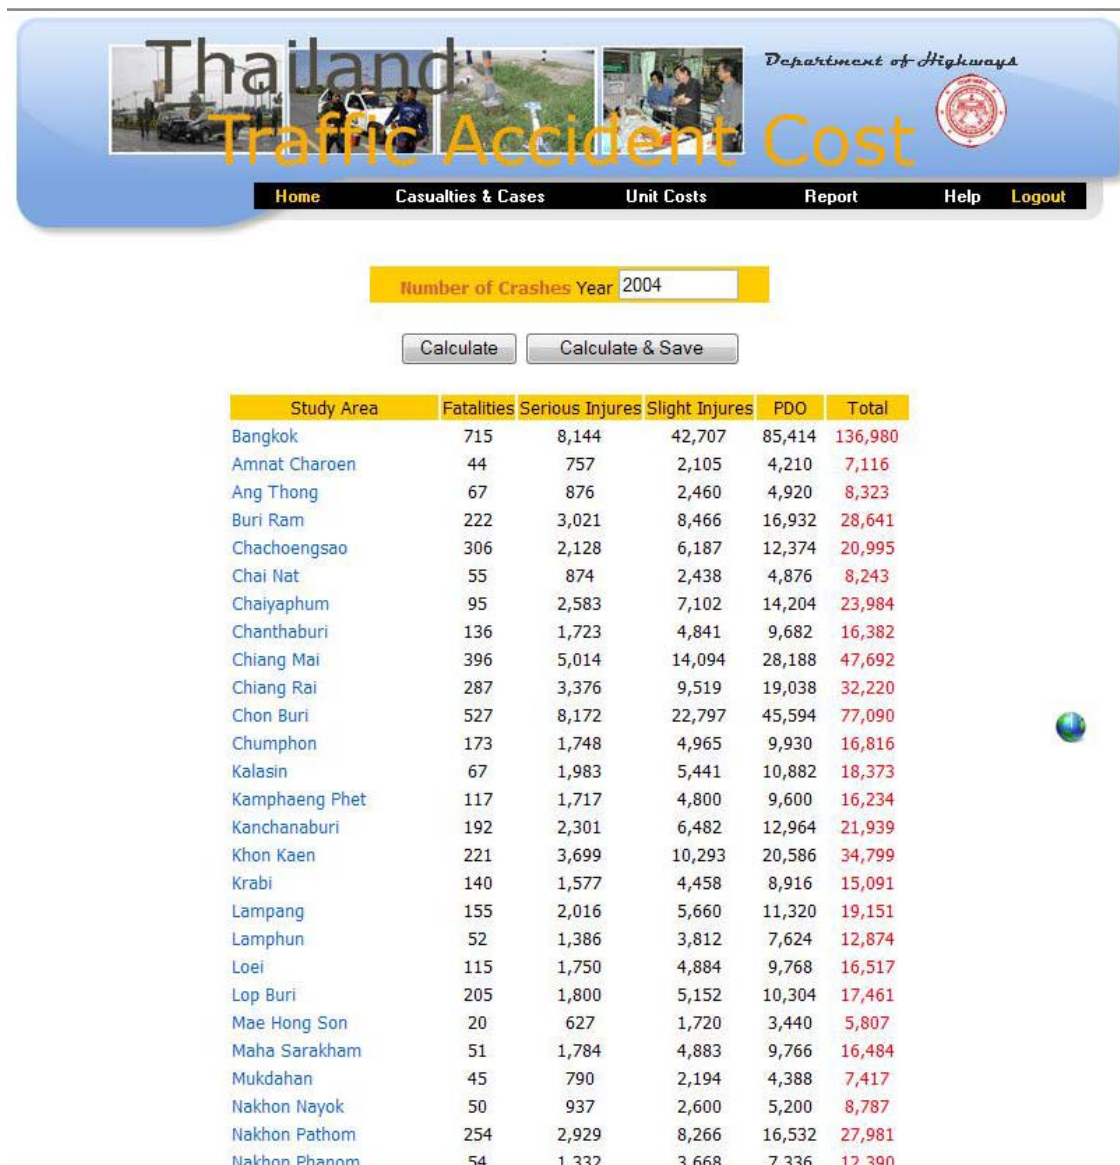 Thailand
Traffic Accident Cost
Department of Highways
Home Casualties & Cases Unit Costs Report Help Logout
Number of Crashes Year 2004
Calculate Calculate & Save
Study Area Fatalities Serious Injures Slight Injures PDO Total
Bangkok 715 8,144 42,707 85,414 136,980
Amnat Charoen 44 757 2,105 4,210 7,116
Ang Thong 67 876 2,460 4,920 8,323
Buri Ram 222 3,021 8,466 16,932 28,641
Chachoengsao 306 2,128 6,187 12,374 20,995
Chai Nat 55 874 2,438 4,876 8,243
Chaiyaphum 95 2,583 7,102 14,204 23,984
Chanthaburi 136 1,723 4,841 9,682 16,382
Chiang Mai 396 5,014 14,094 28,188 47,692
Chiang Rai 287 3,376 9,519 19,038 32,220
Chon Buri 527 8,172 22,797 45,594 77,090
Chumphon 173 1,748 4,965 9,930 16,816
Kalasin 67 1,983 5,441 10,882 18,373
Kamphaeng Phet 117 1,717 4,800 9,600 16,234
Kanchanaburi 192 2,301 6,482 12,964 21,939
Khon Kaen 221 3,699 10,293 20,586 34,799
Krabi 140 1,577 4,458 8,916 15,091
Lampang 155 2,016 5,660 11,320 19,151
Lamphun 52 1,386 3,812 7,624 12,874
Loei 115 1,750 4,884 9,768 16,517
Lop Buri 205 1,800 5,152 10,304 17,461
Mae Hong Son 20 627 1,720 3,440 5,807
Maha Sarakham 51 1,784 4,883 9,766 16,484
Mukdahan 45 790 2,194 4,388 7,417
Nakhon Nayok 50 937 2,600 5,200 8,787
Nakhon Pathom 254 2,929 8,266 16,532 27,981
Nakhon Phanom 54 1,332 3,668 7,336 12,390